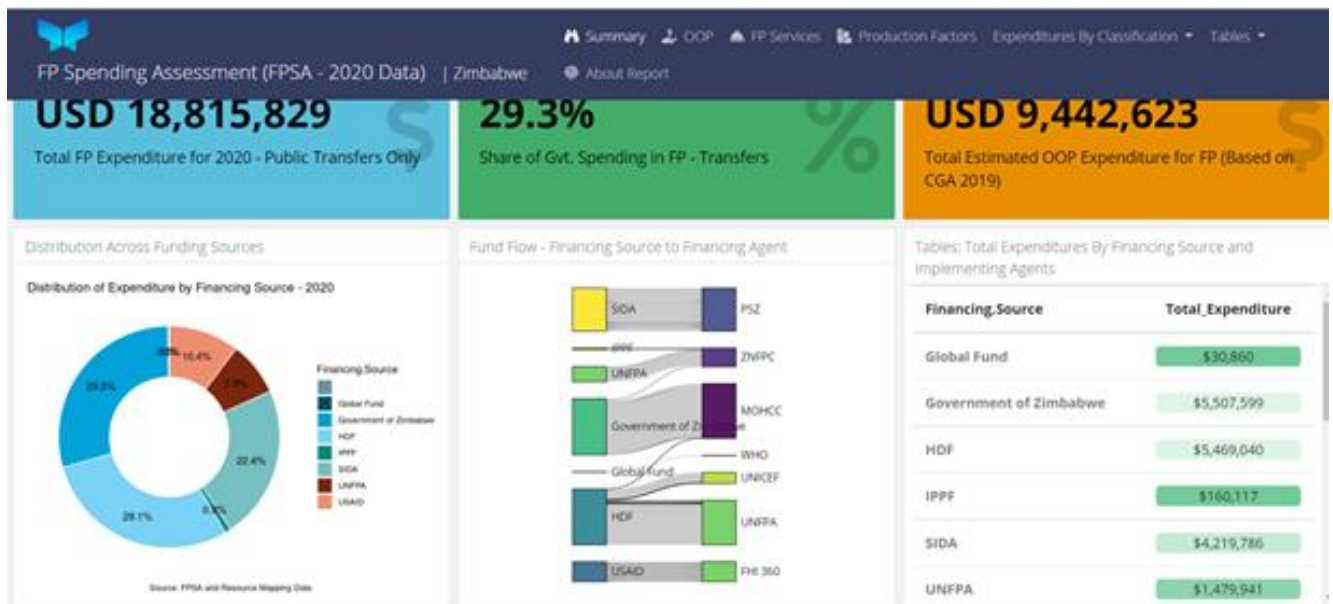 Summary OOP FP Services Production Factors Expenditures By Classification Tables
FP Spending Assessment (FPSA - 2020 Data) | Zimbabwe About Report
USD 18,815,829
Total FP Expenditure for 2020 - Public Transfers Only
$
29.3%
Share of Gvt. Spending in FP - Transfers
%
USD 9,442,623
Total Estimated OOP Expenditure for FP (Based on
CGA 2019)
$
Distribution Across Funding Sources
Distribution of Expenditure by Financing Source - 2020
10.4%
22.4%
28.1%
29.3%
Financing.Source
Global Fund
Government of Zimbabwe
HDF
IPPF
SIDA
UNFPA
USAID
Source: FPSA and Resource Mapping Data
Fund Flow - Financing Source to Financing Agent
SIDA PSZ
IPPF ZNFPC
UNFPA
MOHCC
Government of
WHO
Global Fund UNICEF
HDF UNFPA
USAID FHI 360
Tables: Total Expenditures By Financing Source and
Implementing Agents
Financing.Source Total_Expenditure
Global Fund $30,860
Government of Zimbabwe $5,507,599
HDF $5,469,040
IPPF $160,117
SIDA $4,219,786
UNFPA $1,479,941